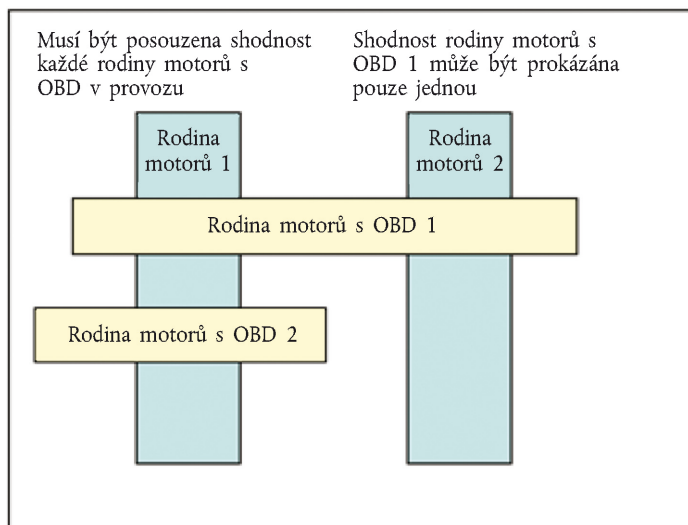 Musí být posouzena shodnost
každé rodiny motorů s
OBD v provozu
Shodnost rodiny motorů s
OBD 1 může být prokázána
pouze jednou
Rodina
motorů 1
Rodina
motorů 2
Rodina motorů s OBD 1
Rodina motorů s OBD 2